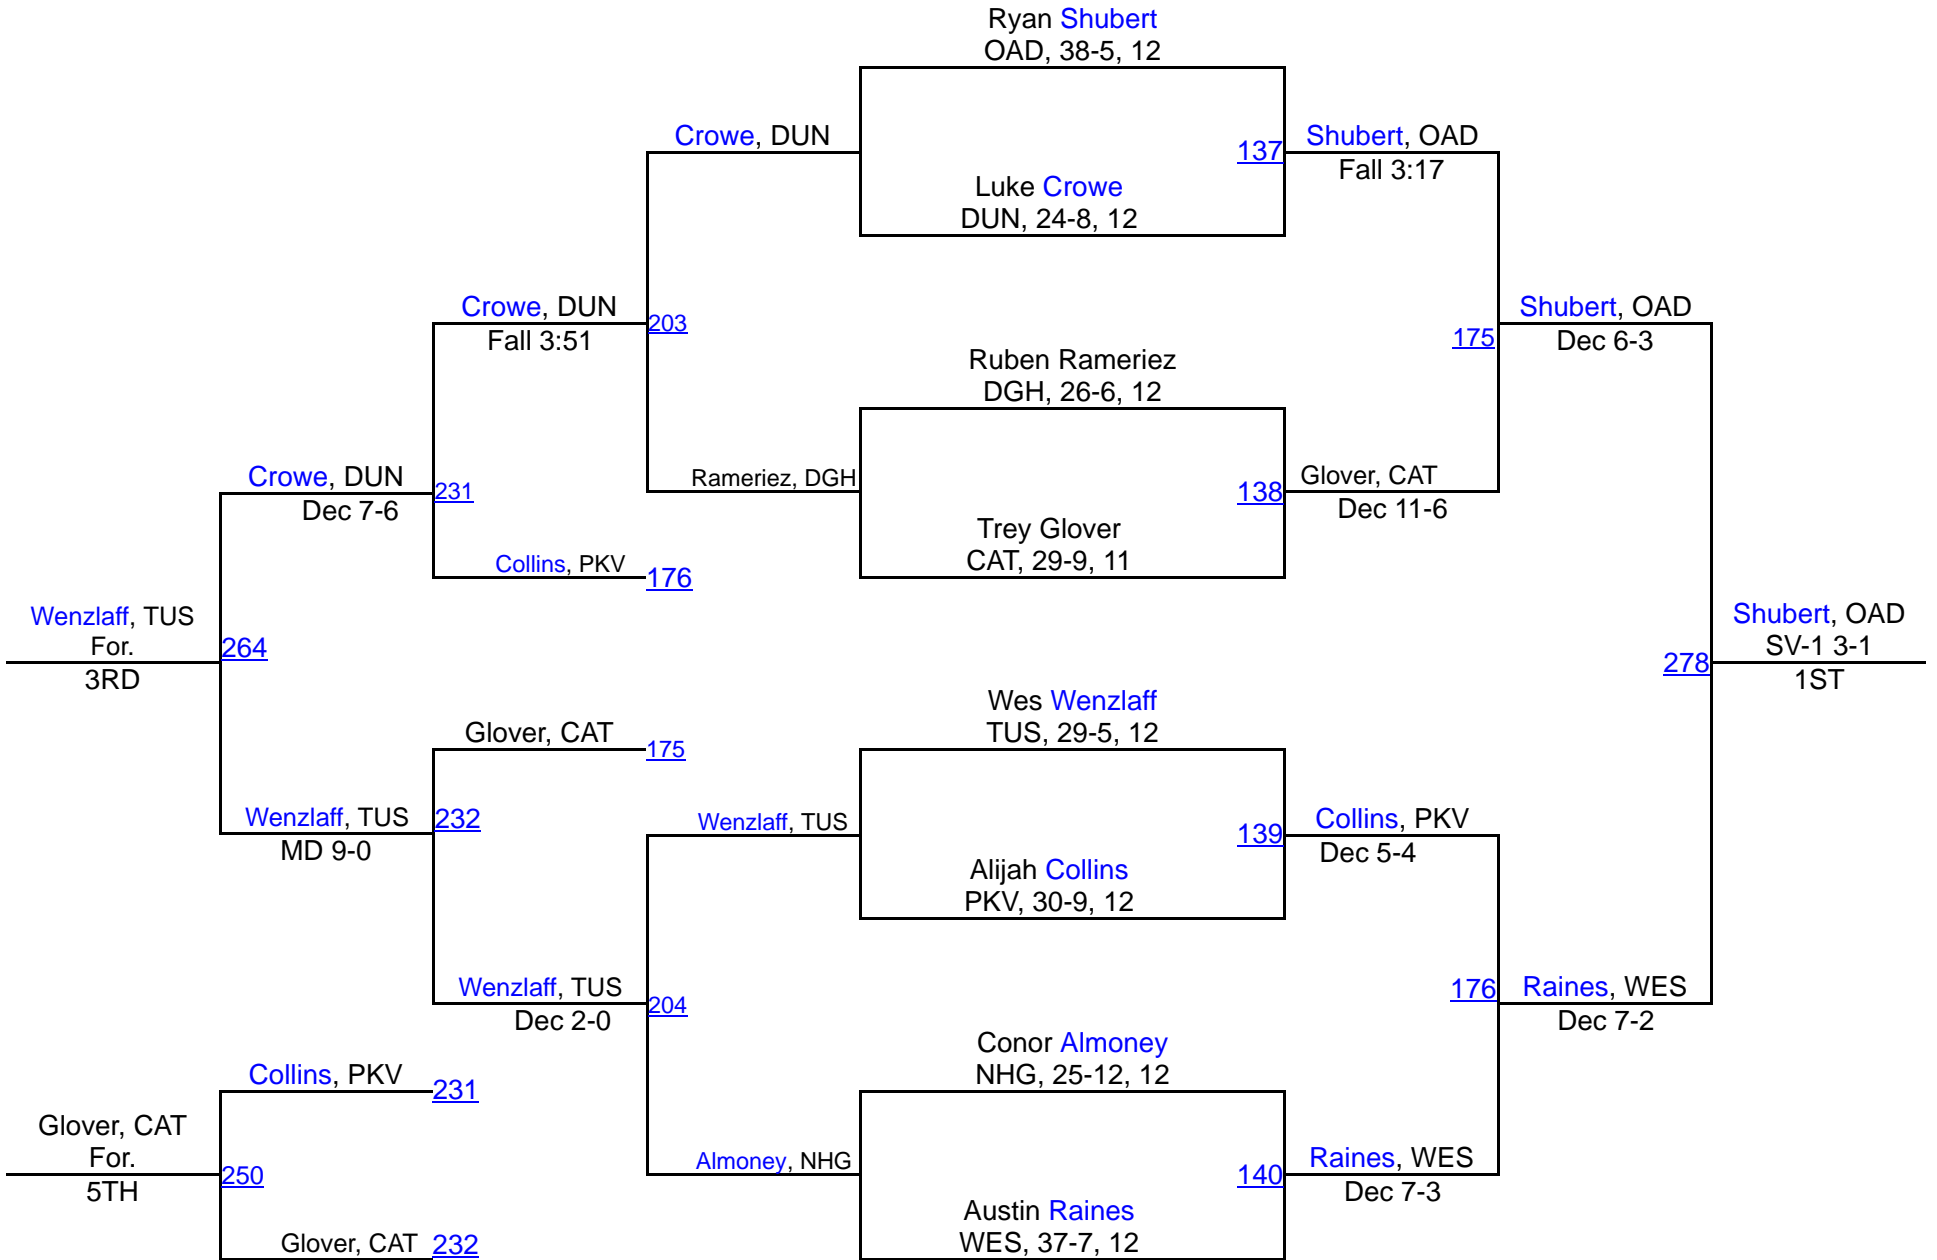 Ryan Shubert
OAD, 38-5, 12
Crowe, DUN
137
Shubert, OAD
Fall 3:17
Luke Crowe
DUN, 24-8, 12
Crowe, DUN
Fall 3:51
203
Shubert, OAD
Dec 6-3
175
Ruben Rameriez
DGH, 26-6, 12
Crowe, DUN
Dec 7-6
231
Rameriez, DGH
138
Glover, CAT
Dec 11-6
Trey Glover
CAT, 29-9, 11
Collins, PKV
176
Wenzlaff, TUS
For.
3RD
264
Shubert, OAD
SV-1 3-1
1ST
278
Wes Wenzlaff
TUS, 29-5, 12
Glover, CAT
175
Wenzlaff, TUS
MD 9-0
232
Wenzlaff, TUS
139
Collins, PKV
Dec 5-4
Alijah Collins
PKV, 30-9, 12
Wenzlaff, TUS
Dec 2-0
204
176
Raines, WES
Dec 7-2
Conor Almoney
NHG, 25-12, 12
Collins, PKV
231
Glover, CAT
For.
5TH
250
Almoney, NHG
140
Raines, WES
Dec 7-3
Austin Raines
WES, 37-7, 12
Glover, CAT
232